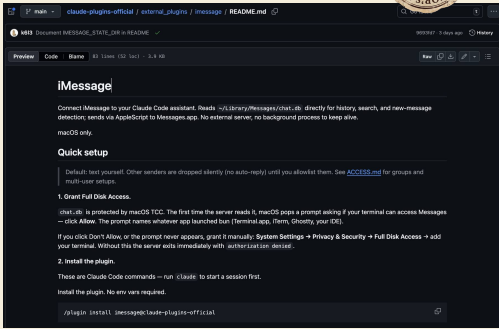 main
claude-plugins-official / external_plugins / imessage / README.md
k6l3 Document IMESSAGE_STATE_DIR in README
3 days ago
History
Preview Code Blame 83 lines (52 loc) · 3.9 KB
Raw
iMessage
Connect iMessage to your Claude Code assistant. Reads ~/Library/Messages/chat.db directly for history, search, and new-message
detection; sends via AppleScript to Messages.app. No external server, no background process to keep alive.
macOS only.
Quick setup
Default: text yourself. Other senders are dropped silently (no auto-reply) until you allowlist them. See ACCESS.md for groups and
multi-user setups.
1. Grant Full Disk Access.
chat.db is protected by macOS TCC. The first time the server reads it, macOS pops a prompt asking if your terminal can access Messages
— click Allow. The prompt names whatever app launched bun (Terminal.app, iTerm, Ghostty, your IDE).
If you click Don't Allow, or the prompt never appears, grant it manually: System Settings → Privacy & Security → Full Disk Access → add
your terminal. Without this the server exits immediately with authorization denied.
2. Install the plugin.
These are Claude Code commands — run claude to start a session first.
Install the plugin. No env vars required.
/plugin install imessage@claude-plugins-official